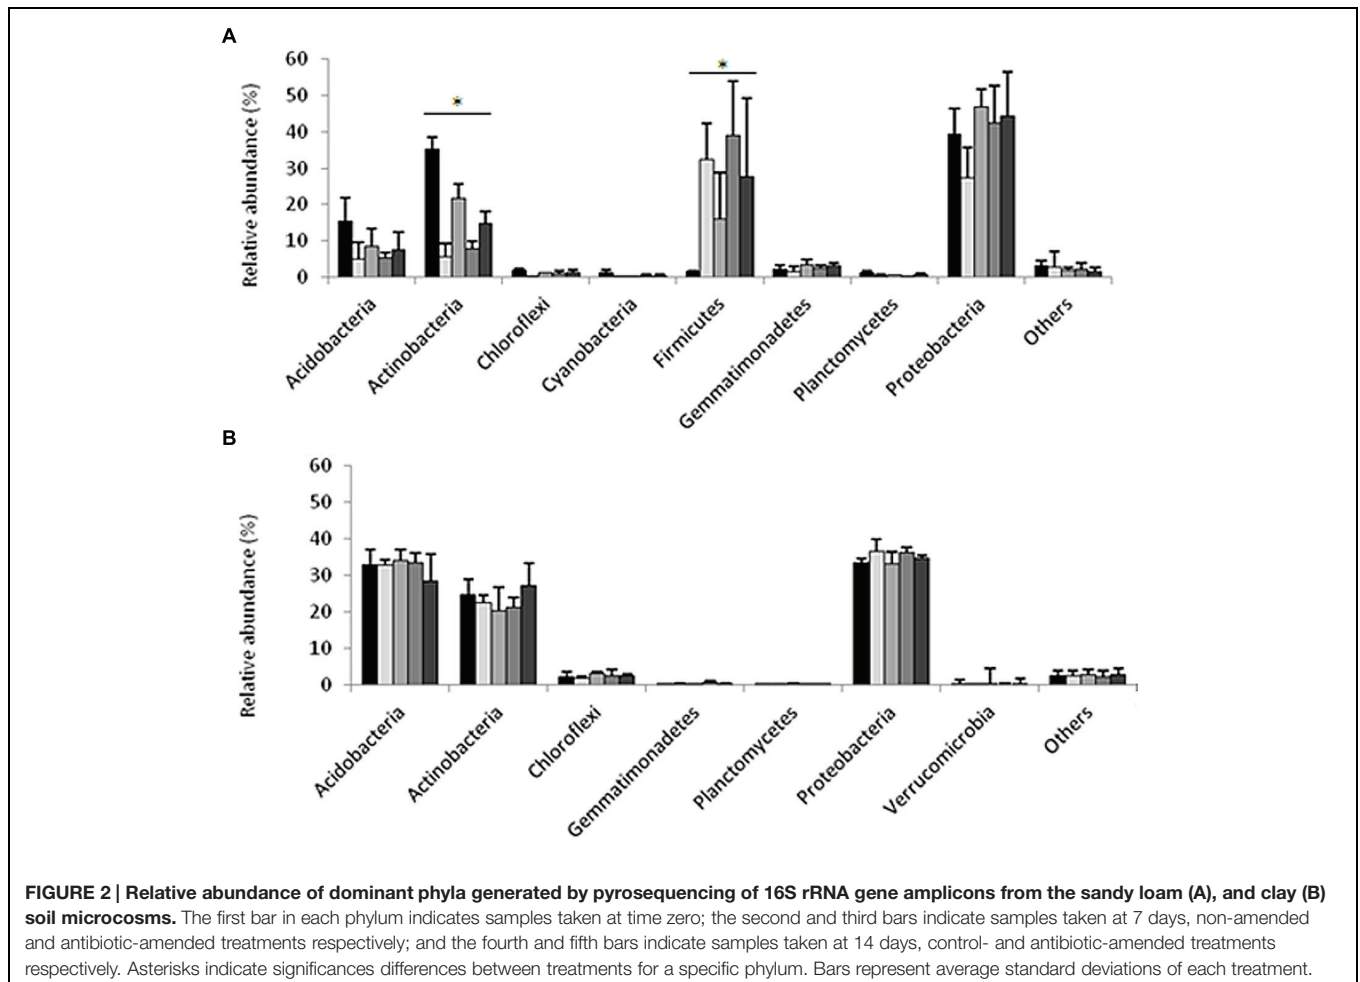 A
60
50
40
30
20
10
0
Relative abundance (%)
*
*
Acidobacteria
Actinobacteria
Chloroflexi
Cyanobacteria
Firmicutes
Gemmatimonadetes
Planctomycetes
Proteobacteria
Others
B
60
50
40
30
20
10
0
Relative abundance (%)
Acidobacteria
Actinobacteria
Chloroflexi
Gemmatimonadetes
Planctomycetes
Proteobacteria
Verrucomicrobia
Others
FIGURE 2 | Relative abundance of dominant phyla generated by pyrosequencing of 16S rRNA gene amplicons from the sandy loam (A), and clay (B)
soil microcosms. The first bar in each phylum indicates samples taken at time zero; the second and third bars indicate samples taken at 7 days, non-amended
and antibiotic-amended treatments respectively; and the fourth and fifth bars indicate samples taken at 14 days, control- and antibiotic-amended treatments
respectively. Asterisks indicate significances differences between treatments for a specific phylum. Bars represent average standard deviations of each treatment.